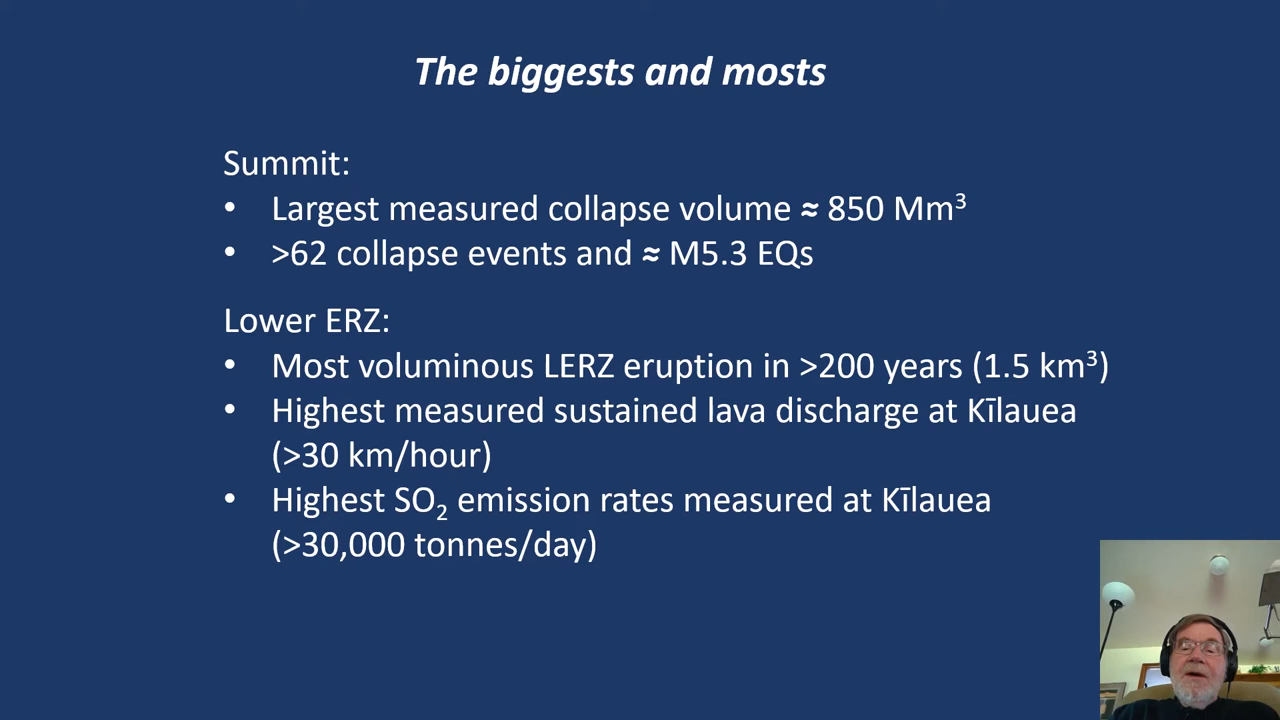 The biggests and mosts
Summit:
• Largest measured collapse volume ≈ 850 Mm³
• >62 collapse events and ≈ M5.3 EQs
Lower ERZ:
• Most voluminous LERZ eruption in >200 years (1.5 km³)
• Highest measured sustained lava discharge at Kīlauea
(>30 km/hour)
• Highest SO₂ emission rates measured at Kīlauea
(>30,000 tonnes/day)